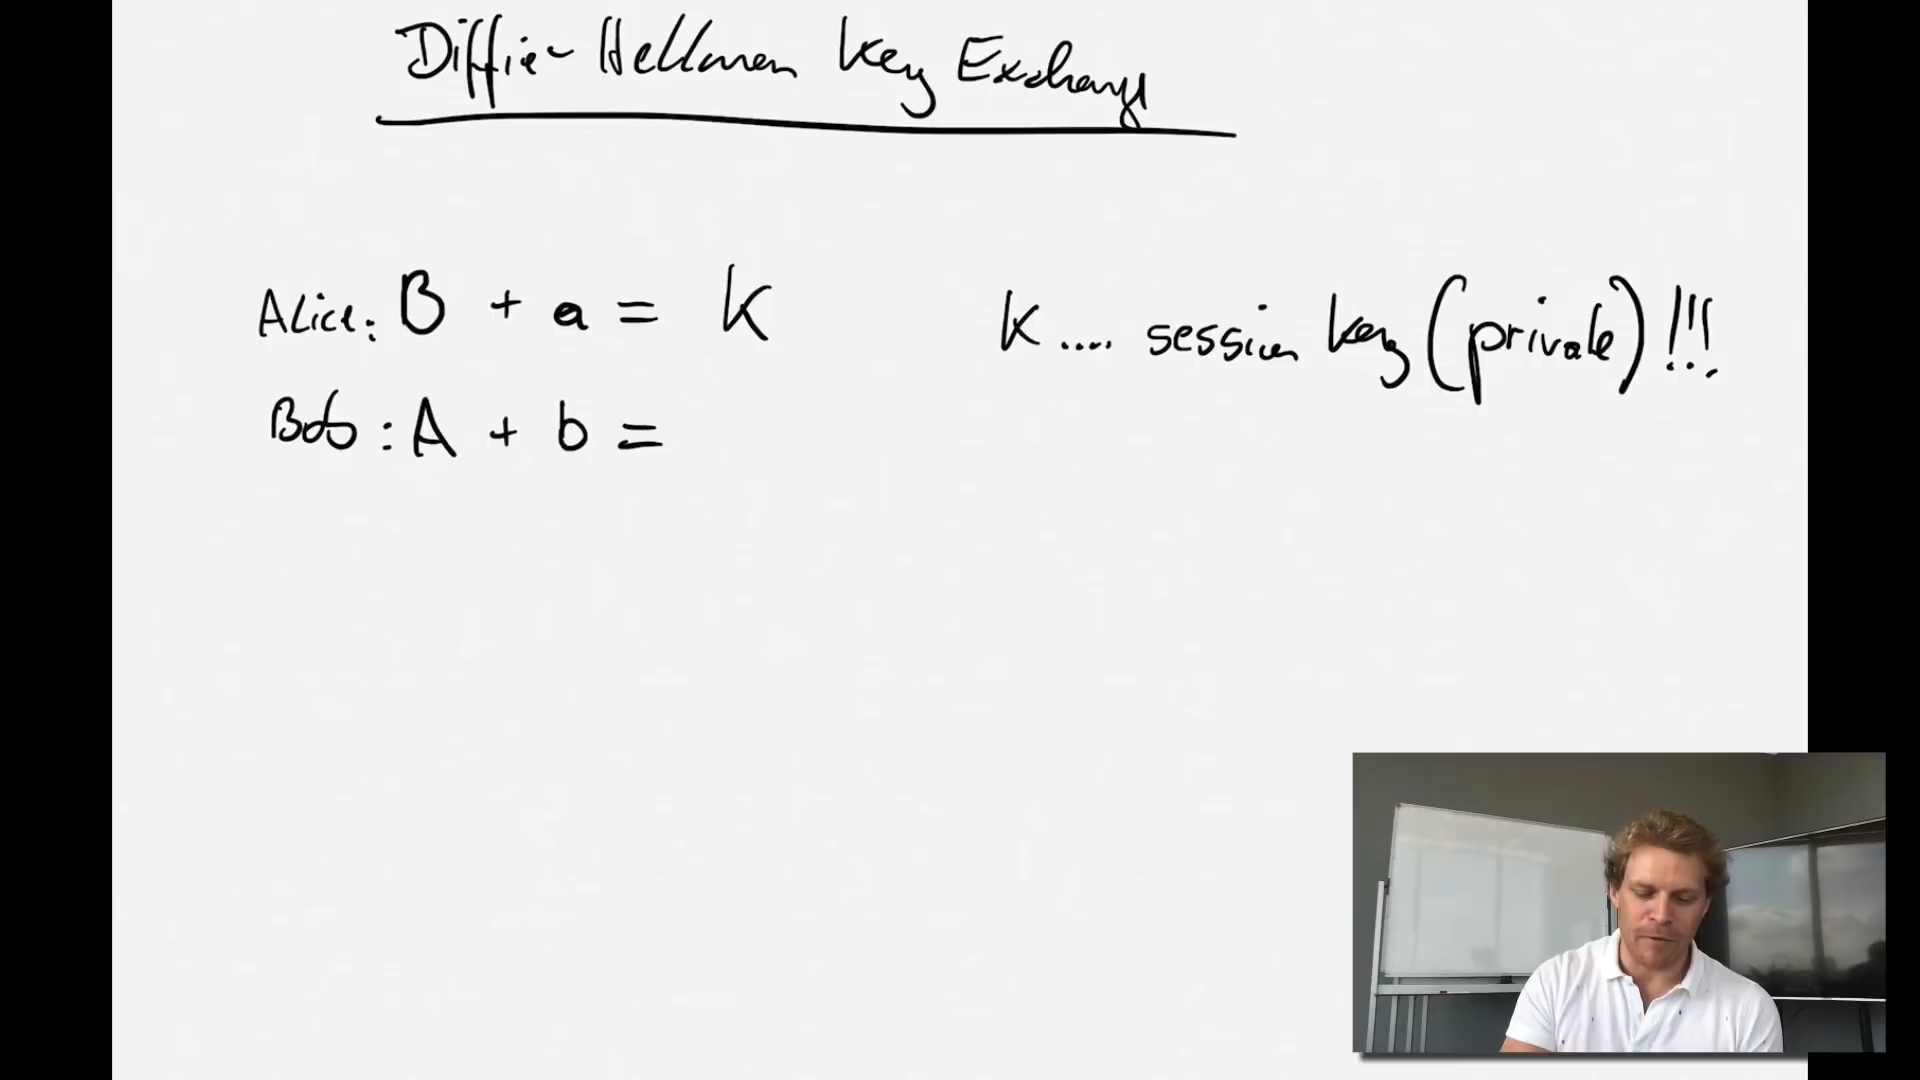 Diffie-Hellman Key Exchange
Alice: B + a = K
K .... session key (private) !!!
Bob: A + b =